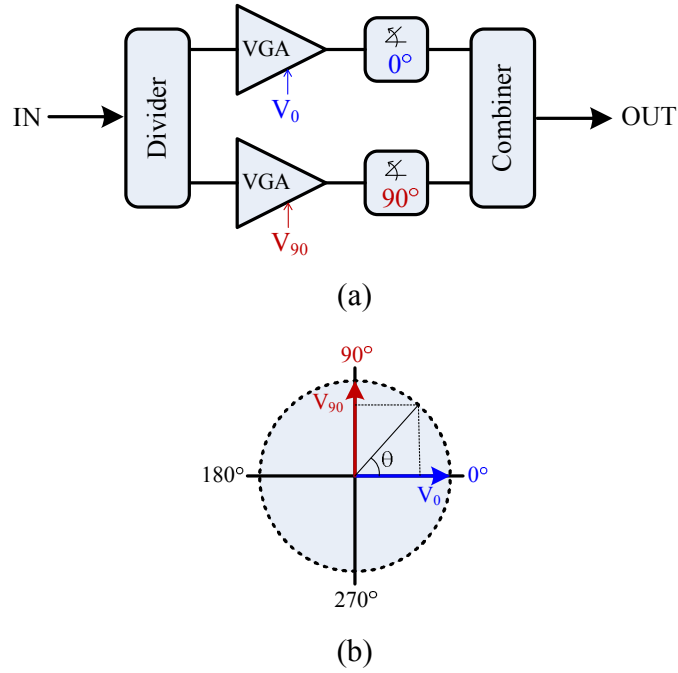 VGA
0°
V0
IN
Divider
Combiner
OUT
VGA
90°
V90
(a)
90°
V90
θ
180°
0°
V0
270°
(b)